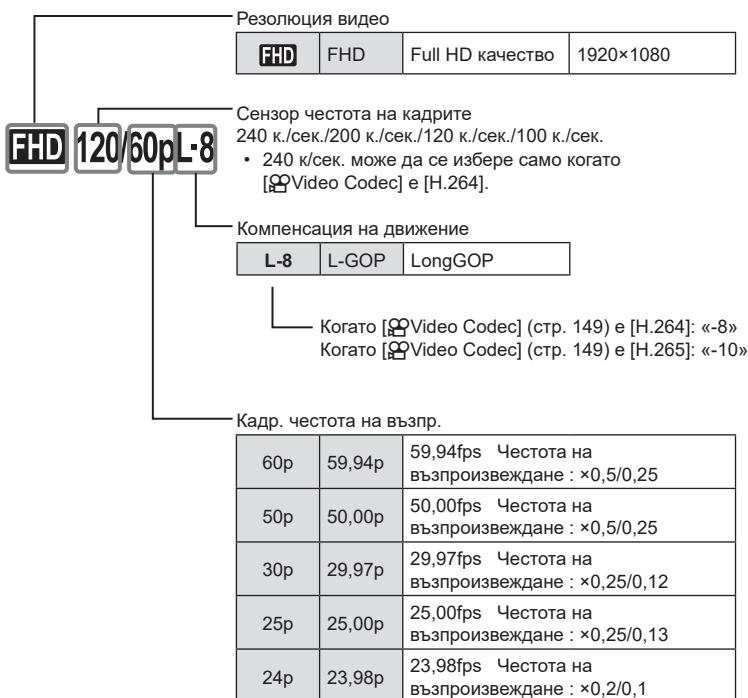 Резолюция видео
FHD FHD Full HD качество 1920×1080
FHD 120/60pL-8
Сензор честота на кадрите
240 к./сек./200 к./сек./120 к./сек./100 к./сек.
• 240 к/сек. може да се избере само когато
[Video Codec] е [H.264].
Компенсация на движение
L-8 L-GOP LongGOP
Когато [Video Codec] (стр. 149) е [H.264]: «-8»
Когато [Video Codec] (стр. 149) е [H.265]: «-10»
Кадр. честота на възпр.
60p 59,94p 59,94fps Честота на
възпроизвеждане : ×0,5/0,25
50p 50,00p 50,00fps Честота на
възпроизвеждане : ×0,5/0,25
30p 29,97p 29,97fps Честота на
възпроизвеждане : ×0,25/0,12
25p 25,00p 25,00fps Честота на
възпроизвеждане : ×0,25/0,13
24p 23,98p 23,98fps Честота на
възпроизвеждане : ×0,2/0,1